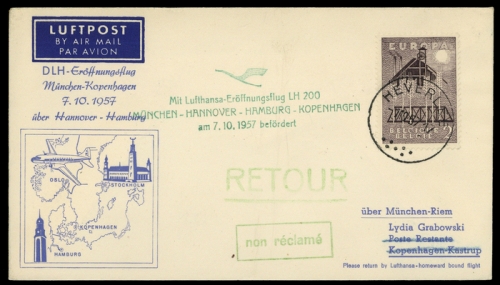 LUFTPOST
BY AIR MAIL
PAR AVION
DLH-Eröffnungsflug
München-Kopenhagen
7.10.1957
über Hannover - Hamburg
Mit Lufthansa-Eröffnungsflug LH 200
MÜNCHEN - HANNOVER - HAMBURG - KOPENHAGEN
am 7.10.1957 befördert
EUROPA
HEVER
BELGIQUE
BELGIE
2F
OSLO
STOCKHOLM
KOPENHAGEN
HAMBURG
RETOUR
non réclamé
über München-Riem
Lydia Grabowski
Poste Restante
Kopenhagen-Kastrup
Please return by Lufthansa-homeward bound flight